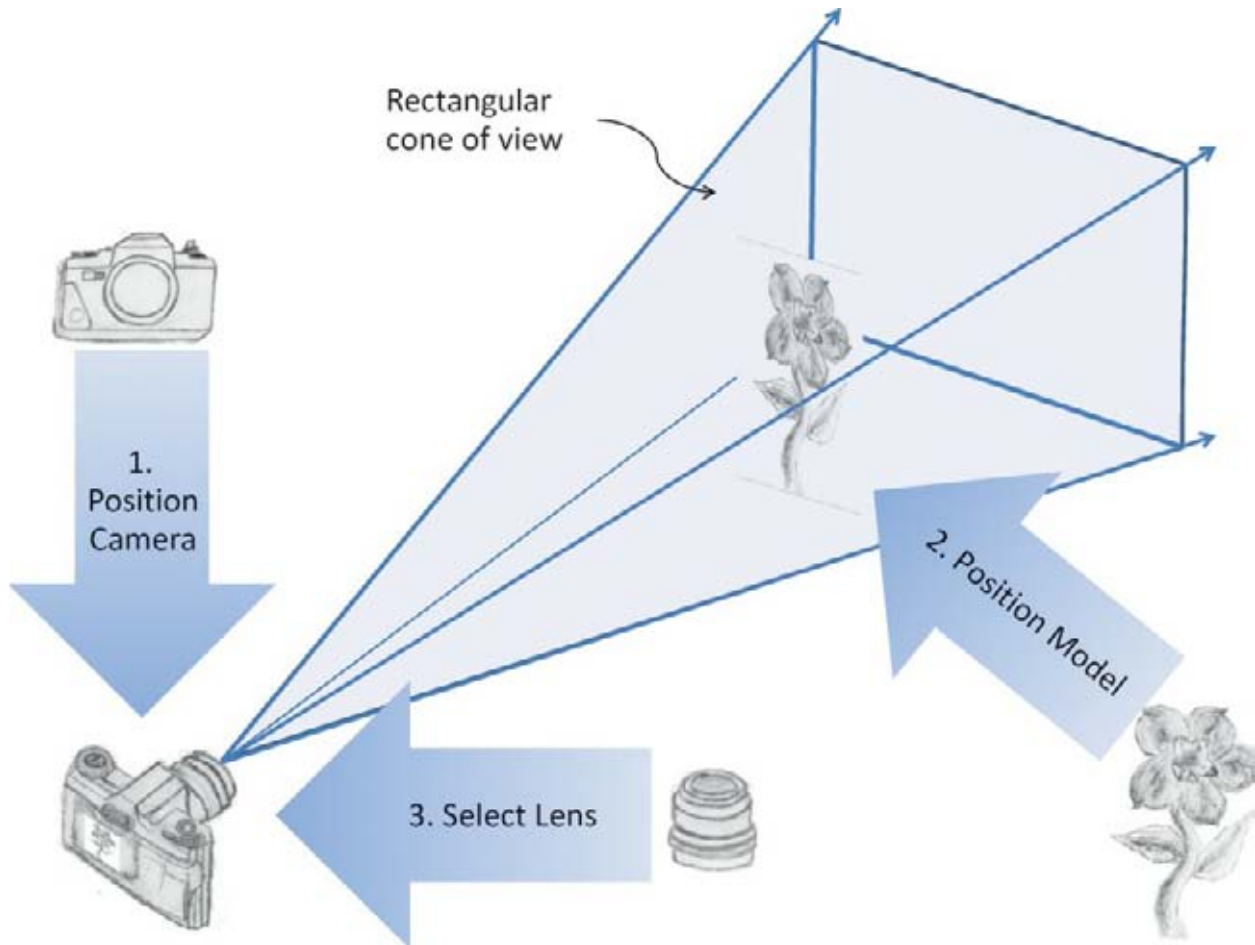 Rectangular
cone of view
1.
Position
Camera
2. Position Model
3. Select Lens